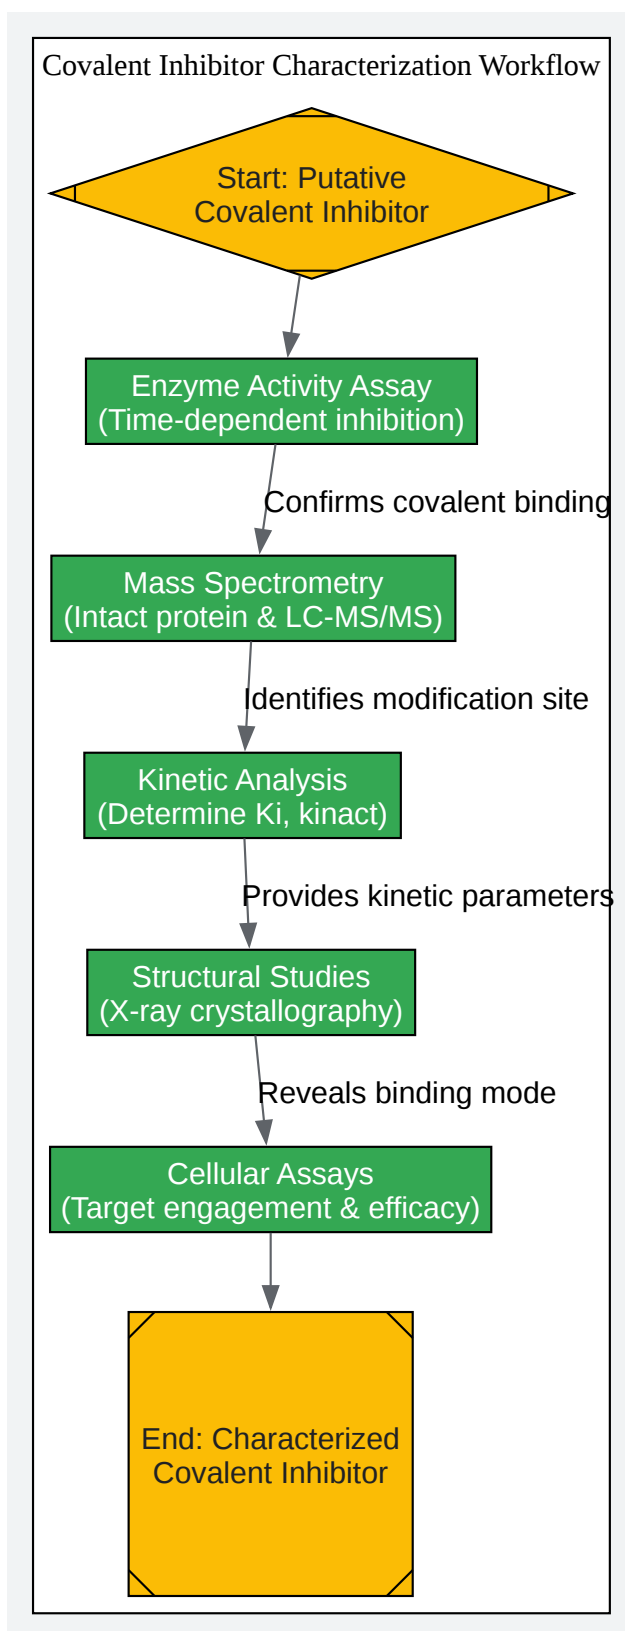 Covalent Inhibitor Characterization Workflow
Start: Putative
Covalent Inhibitor
Enzyme Activity Assay
(Time-dependent inhibition)
Confirms covalent binding
Mass Spectrometry
(Intact protein & LC-MS/MS)
Identifies modification site
Kinetic Analysis
(Determine Ki, kinact)
Provides kinetic parameters
Structural Studies
(X-ray crystallography)
Reveals binding mode
Cellular Assays
(Target engagement & efficacy)
End: Characterized
Covalent Inhibitor